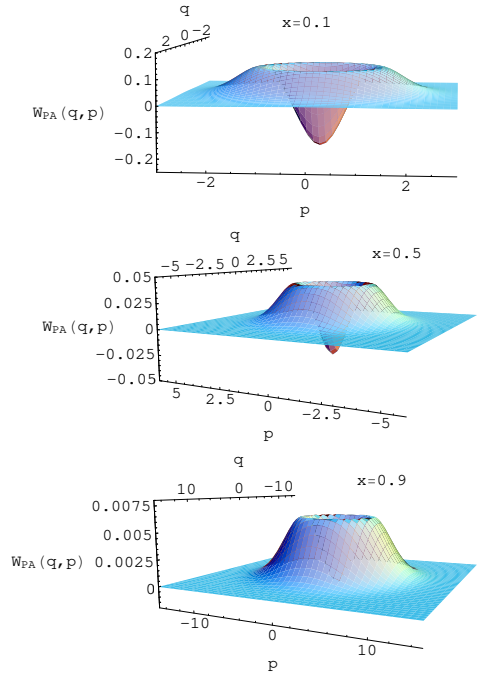 q
x=0.1
2 0 -2
0.2
0.1
0
-0.1
-0.2
W_PA(q,p)
-2 0 2
p
q
x=0.5
-5 -2.5 0 2.5 5
0.05
0.025
0
-0.025
-0.05
W_PA(q,p)
5 2.5 0 -2.5 -5
p
q
x=0.9
10 0 -10
0.0075
0.005
0.0025
0
W_PA(q,p)
-10 0 10
p